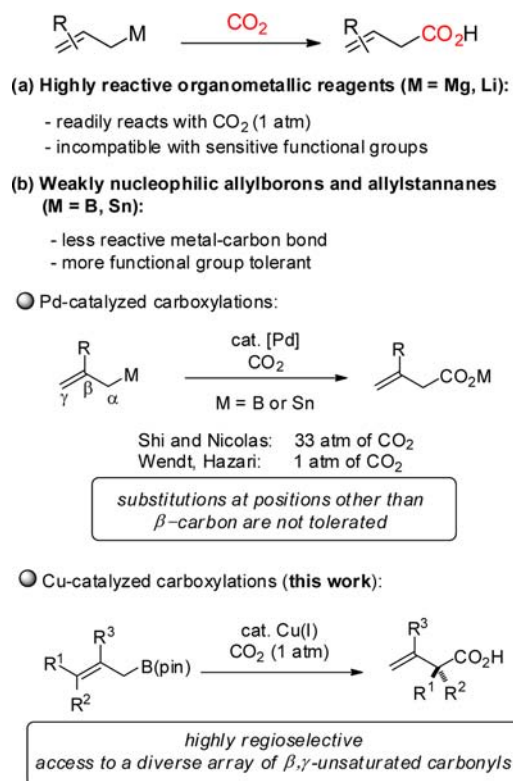 R
M
CO2
R
CO2H
(a) Highly reactive organometallic reagents (M = Mg, Li):
- readily reacts with CO2 (1 atm)
- incompatible with sensitive functional groups
(b) Weakly nucleophilic allylborons and allylstannanes
(M = B, Sn):
- less reactive metal-carbon bond
- more functional group tolerant
Pd-catalyzed carboxylations:
R
M
γ
β
α
cat. [Pd]
CO2
M = B or Sn
R
CO2M
Shi and Nicolas: 33 atm of CO2
Wendt, Hazari: 1 atm of CO2
substitutions at positions other than
β-carbon are not tolerated
Cu-catalyzed carboxylations (this work):
R3
R1
B(pin)
R2
cat. Cu(I)
CO2 (1 atm)
R3
CO2H
R1
R2
highly regioselective
access to a diverse array of β,γ-unsaturated carbonyls